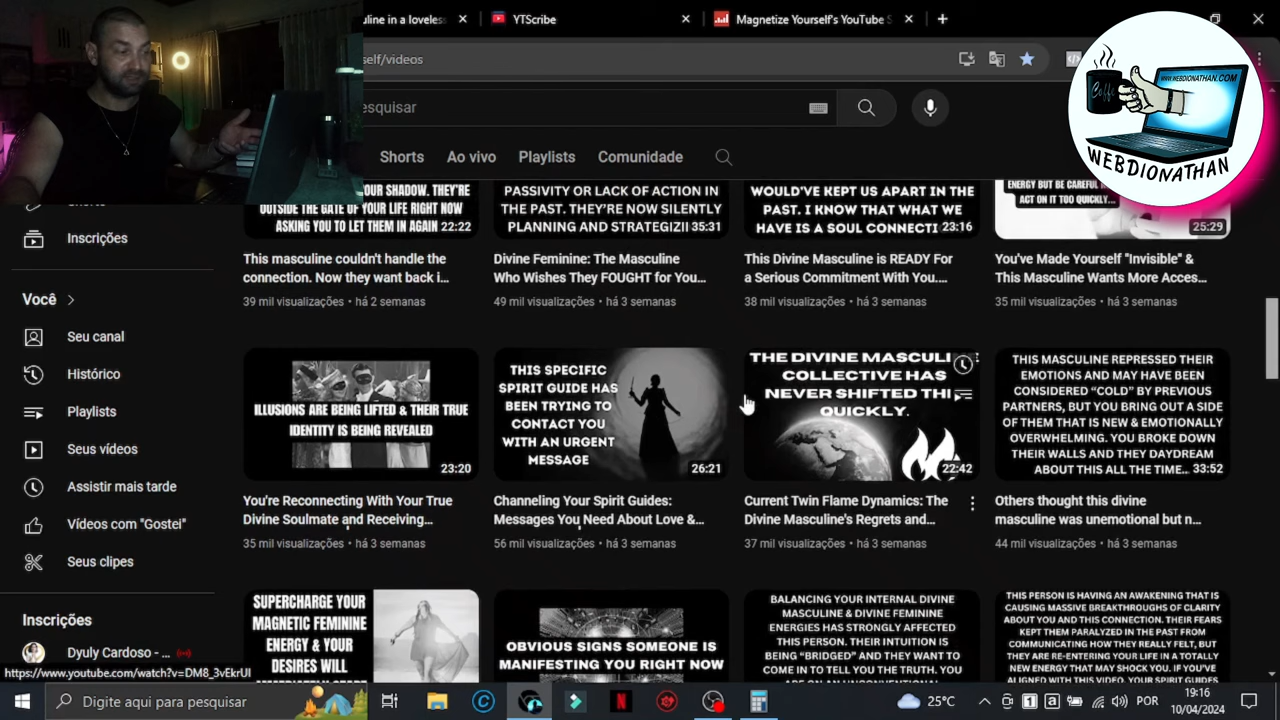 uline in a loveles
YTScribe
Magnetize Yourself's YouTube S
elf/videos
esquisar
Coffe
WWW.WEBDIONATHAN.COM
WEBDIONATHAN
Shorts
Ao vivo
Playlists
Comunidade
Inscrições
Você
Seu canal
Histórico
Playlists
Seus vídeos
Assistir mais tarde
Vídeos com "Gostei"
Seus clipes
Inscrições
Dyuly Cardoso - ...
YOUR SHADOW. THEY'RE
OUTSIDE THE GATE OF YOUR LIFE RIGHT NOW
ASKING YOU TO LET THEM IN AGAIN
22:22
This masculine couldn't handle the
connection. Now they want back i...
39 mil visualizações • há 2 semanas
PASSIVITY OR LACK OF ACTION IN
THE PAST. THEY'RE NOW SILENTLY
PLANNING AND STRATEGIZI
35:31
Divine Feminine: The Masculine
Who Wishes They FOUGHT for You...
49 mil visualizações • há 3 semanas
WOULD'VE KEPT US APART IN THE
PAST. I KNOW THAT WHAT WE
HAVE IS A SOUL CONNECTI
23:16
This Divine Masculine is READY For
a Serious Commitment With You....
38 mil visualizações • há 3 semanas
ENERGY BUT BE CAREFUL
ACT ON IT TOO QUICKLY...
25:29
You've Made Yourself "Invisible" &
This Masculine Wants More Acces...
35 mil visualizações • há 3 semanas
ILLUSIONS ARE BEING LIFTED & THEIR TRUE
IDENTITY IS BEING REVEALED
23:20
You're Reconnecting With Your True
Divine Soulmate and Receiving...
35 mil visualizações • há 3 semanas
THIS SPECIFIC
SPIRIT GUIDE HAS
BEEN TRYING TO
CONTACT YOU
WITH AN URGENT
MESSAGE
26:21
Channeling Your Spirit Guides:
Messages You Need About Love &...
56 mil visualizações • há 3 semanas
THE DIVINE MASCULI
COLLECTIVE HAS
NEVER SHIFTED THI
QUICKLY.
22:42
Current Twin Flame Dynamics: The
Divine Masculine's Regrets and...
37 mil visualizações • há 3 semanas
THIS MASCULINE REPRESSED THEIR
EMOTIONS AND MAY HAVE BEEN
CONSIDERED “COLD” BY PREVIOUS
PARTNERS, BUT YOU BRING OUT A SIDE
OF THEM THAT IS NEW & EMOTIONALLY
OVERWHELMING. YOU BROKE DOWN
THEIR WALLS AND THEY DAYDREAM
ABOUT THIS ALL THE TIME...
33:52
Others thought this divine
masculine was unemotional but n...
44 mil visualizações • há 3 semanas
SUPERCHARGE YOUR
MAGNETIC FEMININE
ENERGY & YOUR
DESIRES WILL
OBVIOUS SIGNS SOMEONE IS
MANIFESTING YOU RIGHT NOW
BALANCING YOUR INTERNAL DIVINE
MASCULINE & DIVINE FEMININE
ENERGIES HAS STRONGLY AFFECTED
THIS PERSON. THEIR INTUITION IS
BEING “BRIDGED” AND THEY WANT TO
COME IN TO TELL YOU THE TRUTH. YOU
THIS PERSON IS HAVING AN AWAKENING THAT IS
CAUSING MASSIVE BREAKTHROUGHS OF CLARITY
ABOUT YOU AND THIS CONNECTION. THEIR FEARS
KEPT THEM PARALYZED IN THE PAST FROM
COMMUNICATING HOW THEY REALLY FELT, BUT
THEY ARE RE-ENTERING YOUR LIFE IN A TOTALLY
NEW ENERGY THAT MAY SHOCK YOU. IF YOU'VE
ALIGNED WITH THIS VIDEO, YOUR SPIRIT GUIDES
https://www.youtube.com/watch?v=DM8_3vEkrUI
Digite aqui para pesquisar
25°C
POR
19:16
10/04/2024